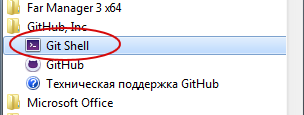 Far Manager 3 x64
GitHub, Inc
Git Shell
GitHub
Техническая поддержка GitHub
Microsoft Office